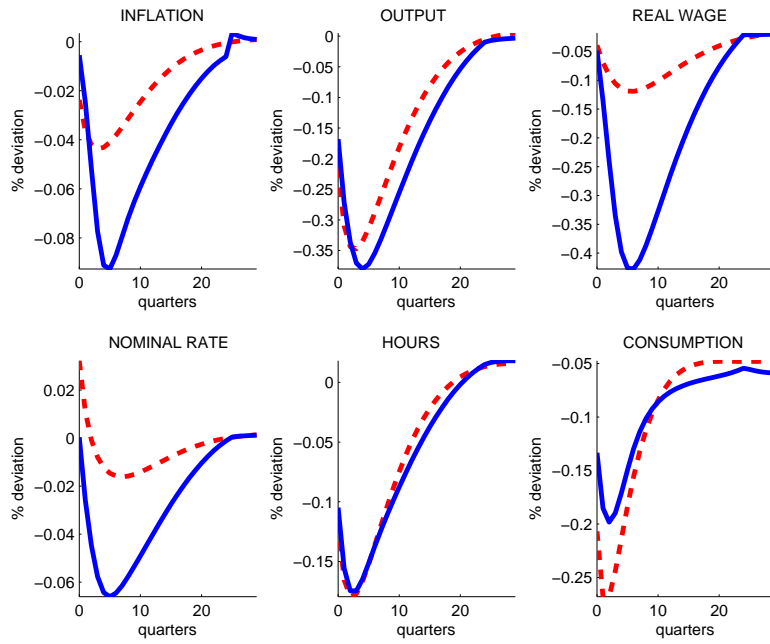 INFLATION
% deviation
0
−0.02
−0.04
−0.06
−0.08
0
10
20
quarters
OUTPUT
% deviation
0
−0.05
−0.1
−0.15
−0.2
−0.25
−0.3
−0.35
0
10
20
quarters
REAL WAGE
% deviation
−0.05
−0.1
−0.15
−0.2
−0.25
−0.3
−0.35
−0.4
0
10
20
quarters
NOMINAL RATE
% deviation
0.02
0
−0.02
−0.04
−0.06
0
10
20
quarters
HOURS
% deviation
0
−0.05
−0.1
−0.15
0
10
20
quarters
CONSUMPTION
% deviation
−0.05
−0.1
−0.15
−0.2
−0.25
0
10
20
quarters